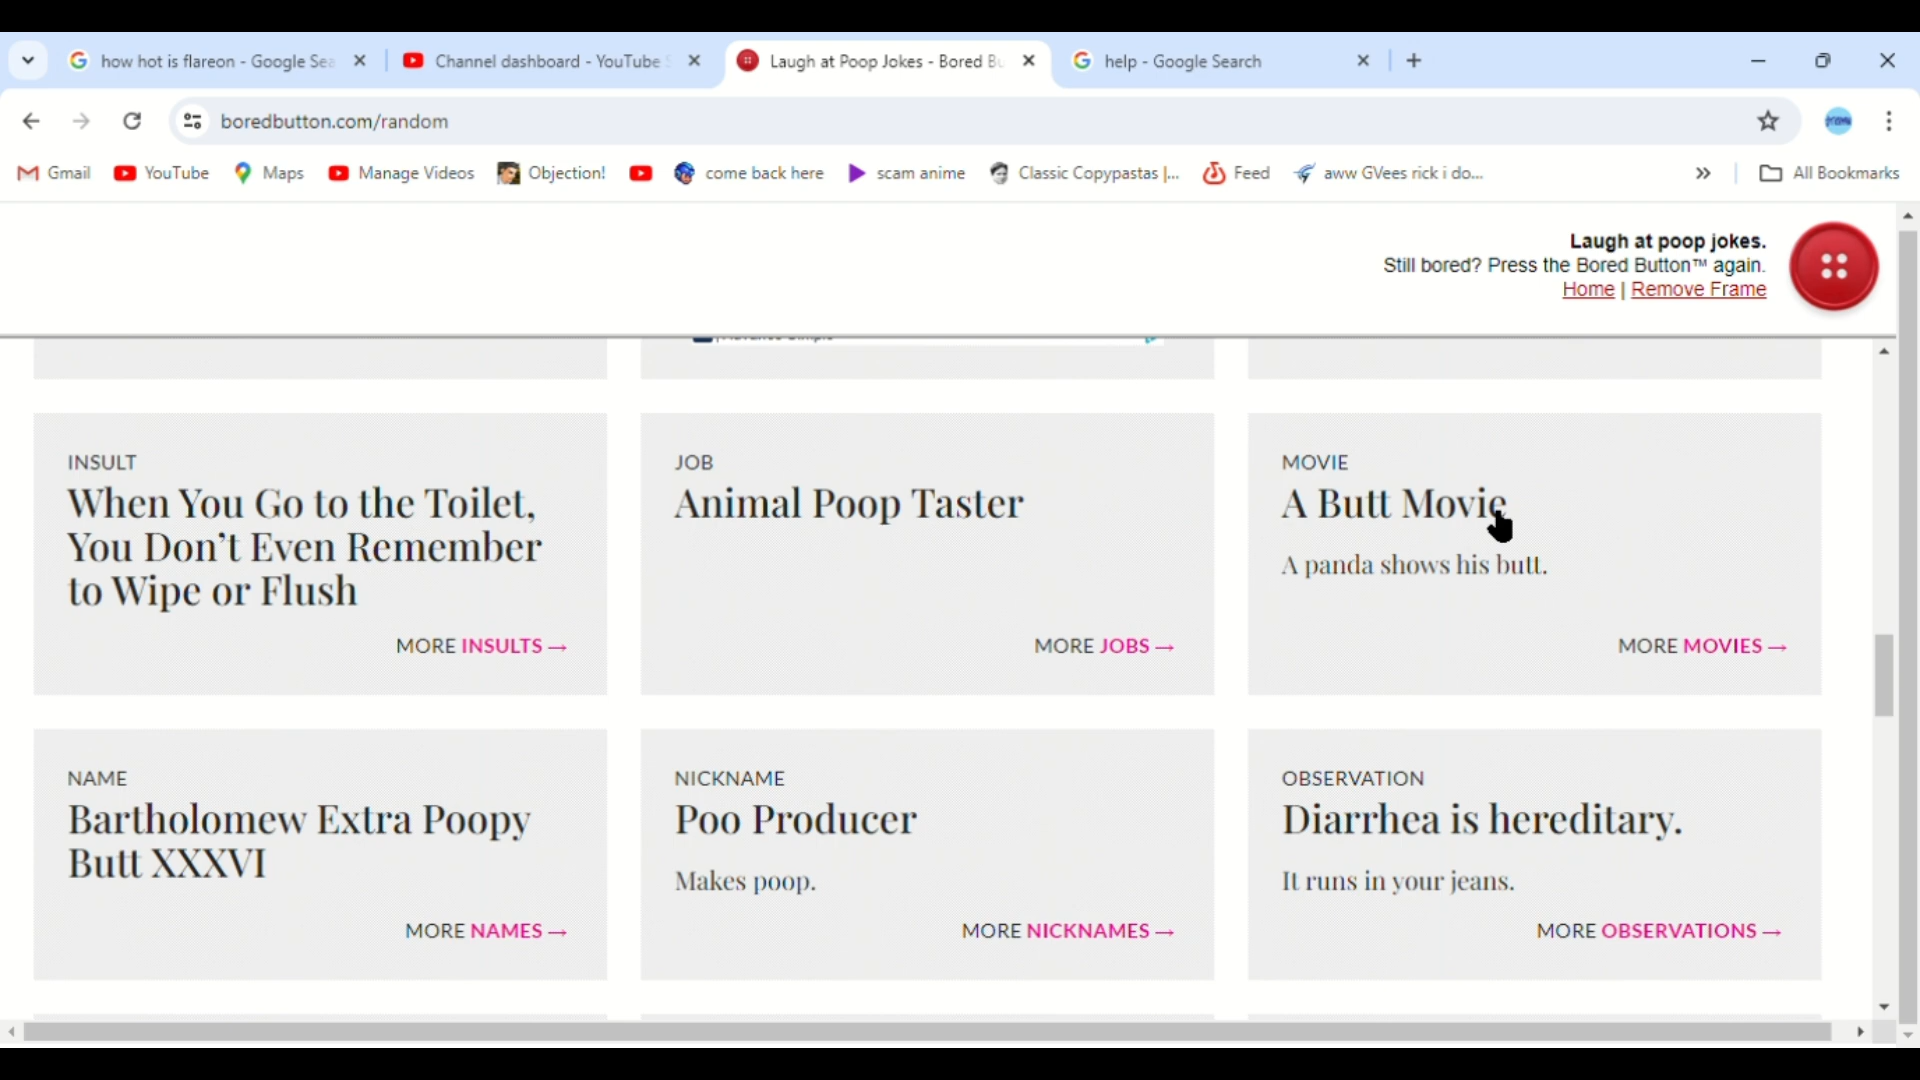 how hot is flareon - Google Sea
Channel dashboard - YouTube S
Laugh at Poop Jokes - Bored Bu
help - Google Search
boredbutton.com/random
Gmail
YouTube
Maps
Manage Videos
Objection!
come back here
scam anime
Classic Copypastas |...
Feed
aww GVees rick i do...
All Bookmarks
Laugh at poop jokes.
Still bored? Press the Bored Button™ again.
Home | Remove Frame
INSULT
When You Go to the Toilet,
You Don't Even Remember
to Wipe or Flush
MORE INSULTS →
JOB
Animal Poop Taster
MORE JOBS →
MOVIE
A Butt Movie
A panda shows his butt.
MORE MOVIES →
NAME
Bartholomew Extra Poopy
Butt XXXVI
MORE NAMES →
NICKNAME
Poo Producer
Makes poop.
MORE NICKNAMES →
OBSERVATION
Diarrhea is hereditary.
It runs in your jeans.
MORE OBSERVATIONS →